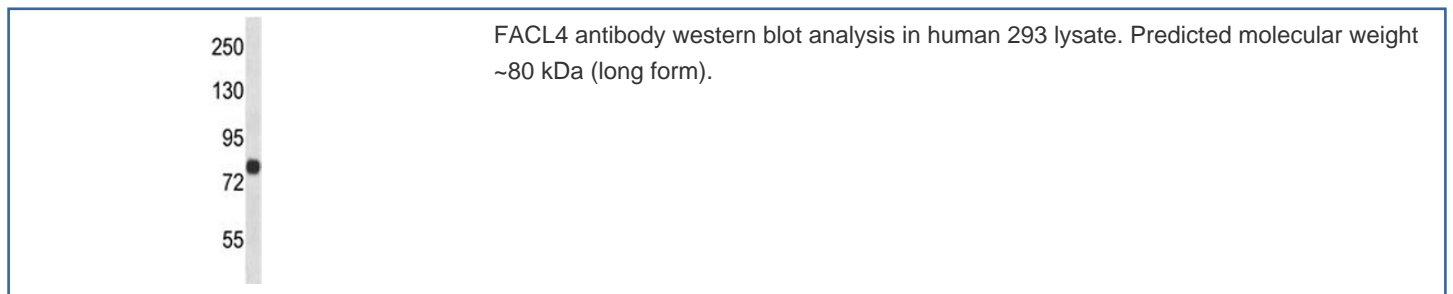 250
130
95
72
55
FACL4 antibody western blot analysis in human 293 lysate. Predicted molecular weight
~80 kDa (long form).